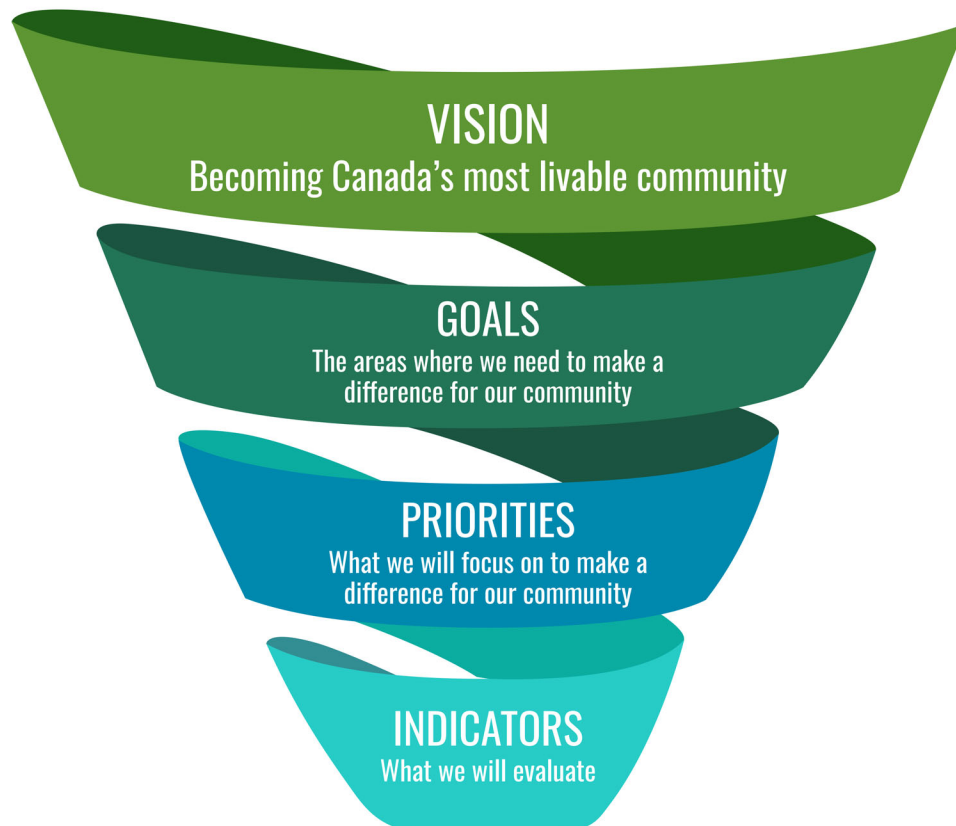 VISION
Becoming Canada's most livable community
GOALS
The areas where we need to make a
difference for our community
PRIORITIES
What we will focus on to make a
difference for our community
INDICATORS
What we will evaluate